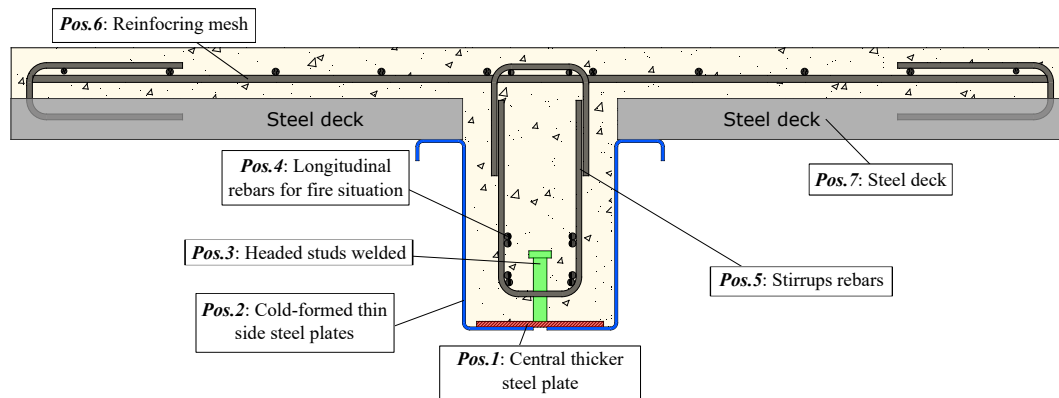 Pos.6: Reinfocring mesh
Steel deck
Steel deck
Pos.4: Longitudinal
rebars for fire situation
Pos.7: Steel deck
Pos.3: Headed studs welded
Pos.5: Stirrups rebars
Pos.2: Cold-formed thin
side steel plates
Pos.1: Central thicker
steel plate